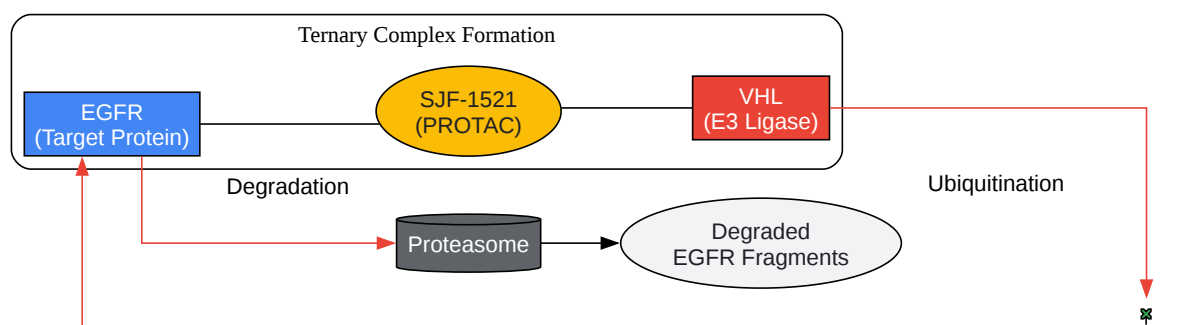 Ternary Complex Formation
EGFR
(Target Protein)
SJF-1521
(PROTAC)
VHL
(E3 Ligase)
Degradation
Ubiquitination
Proteasome
Degraded
EGFR Fragments